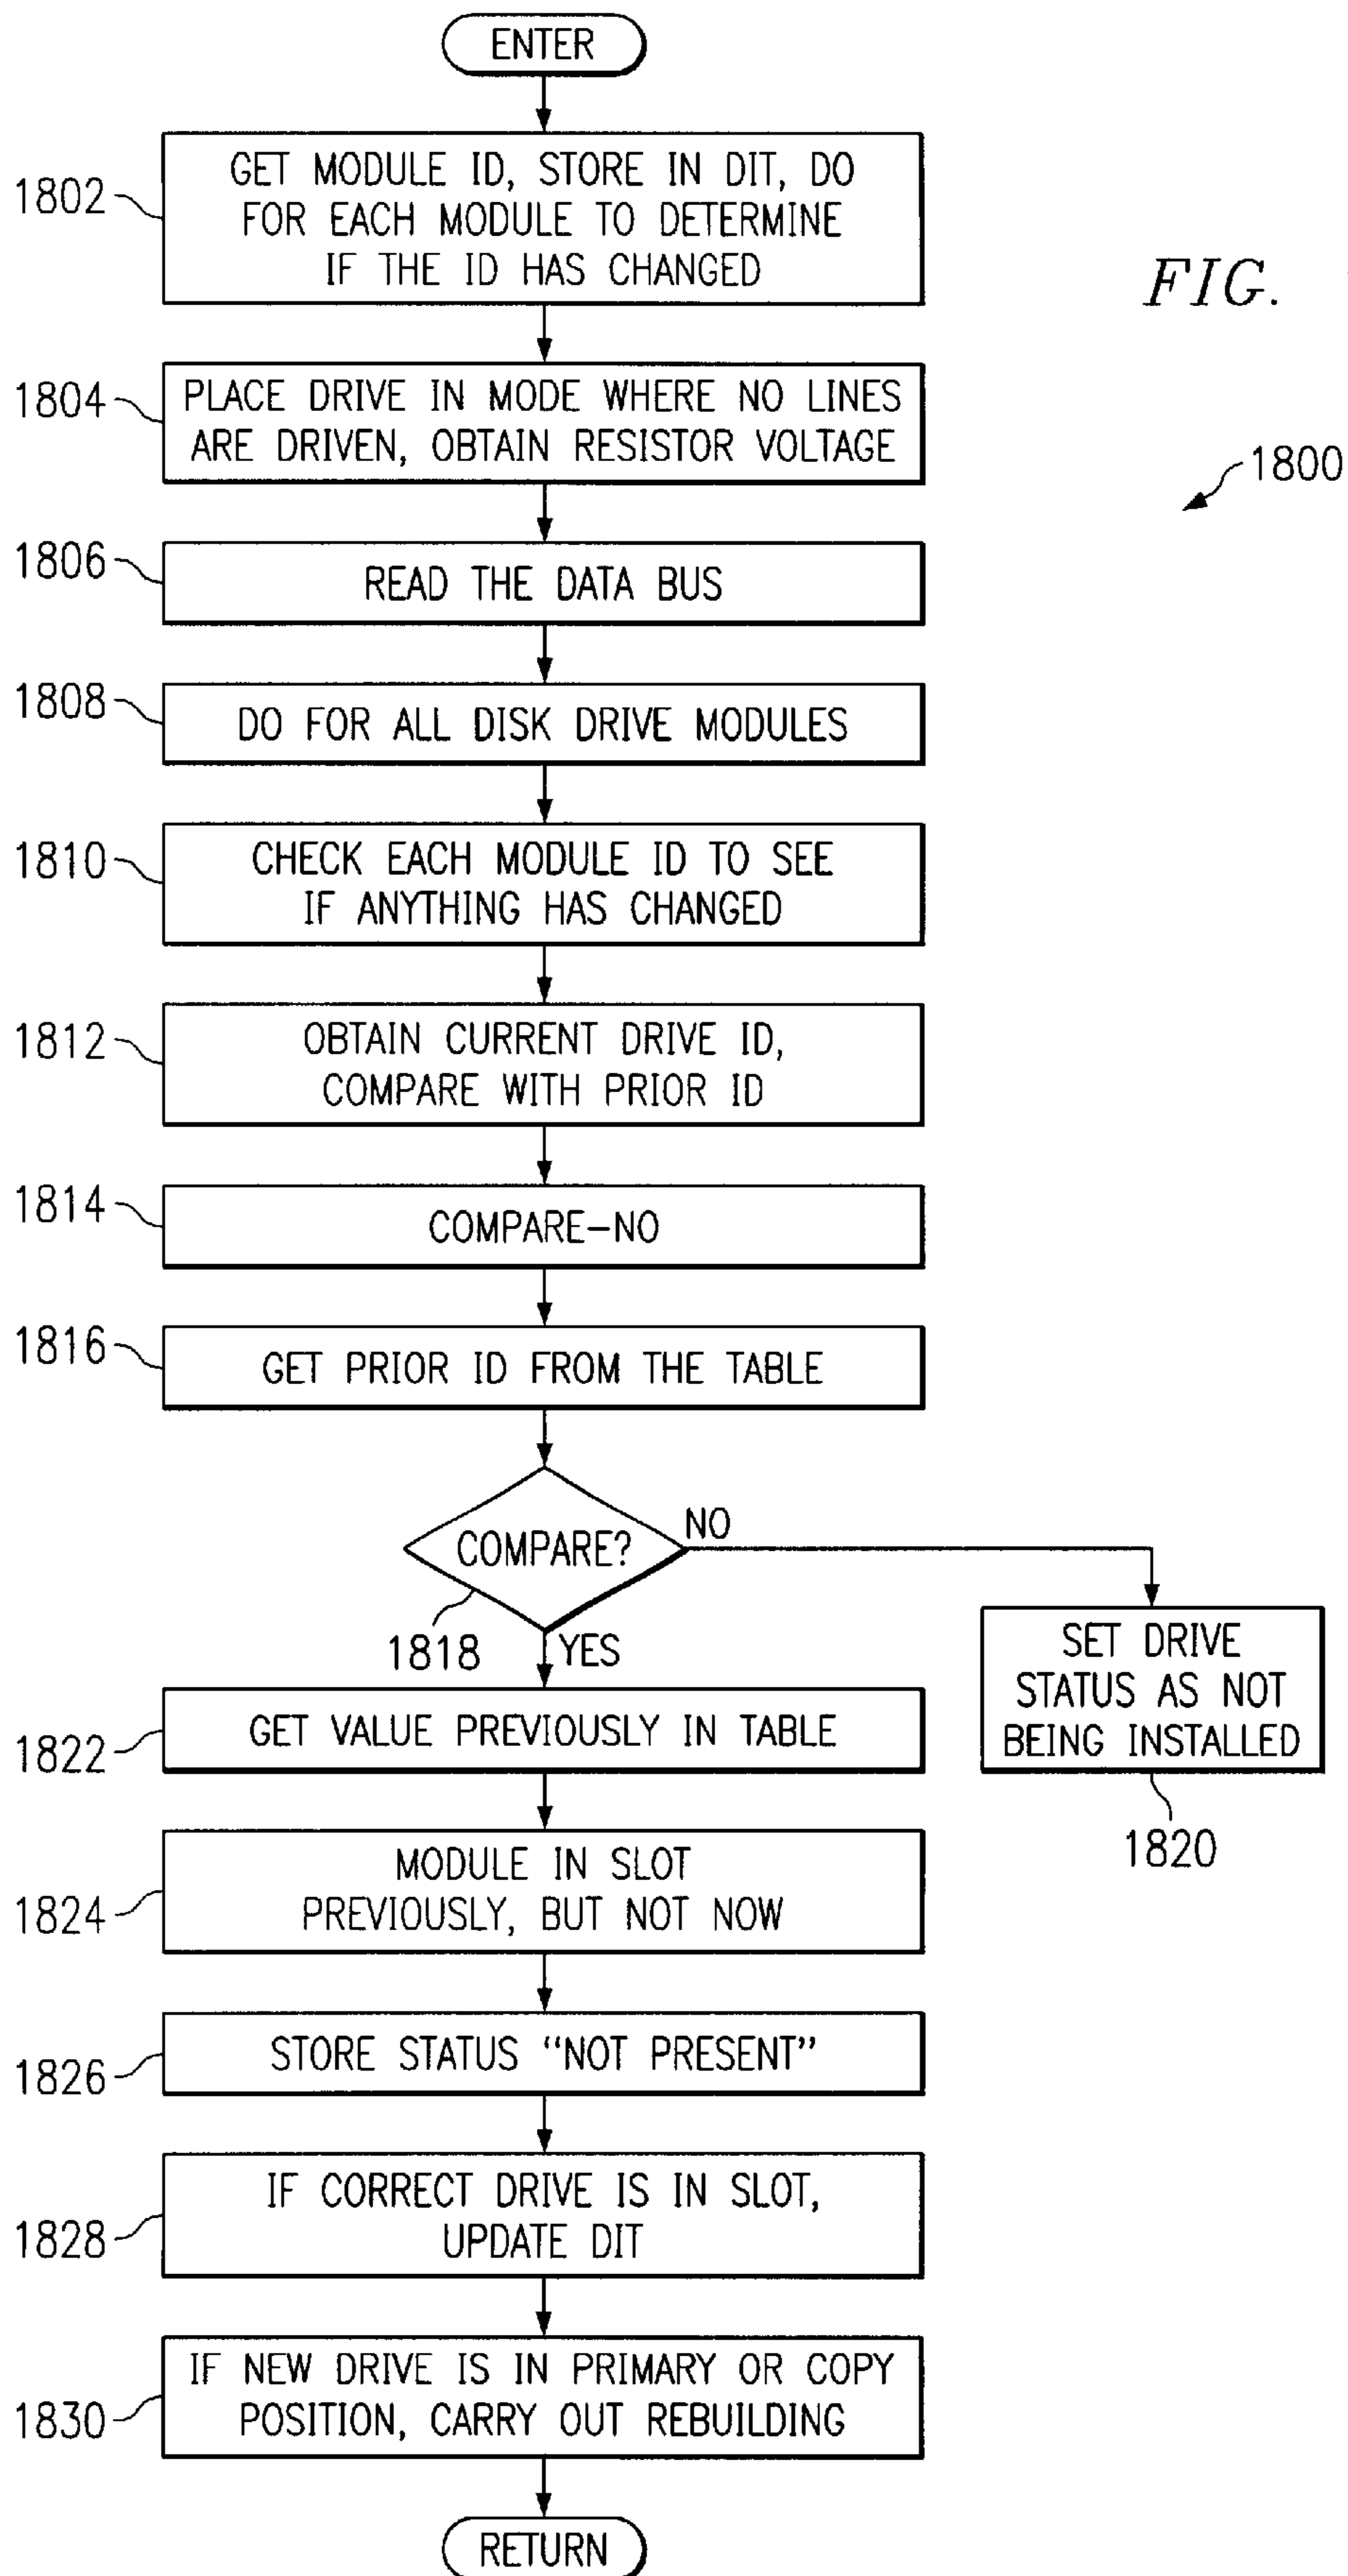 ENTER
1802
GET MODULE ID, STORE IN DIT, DO
FOR EACH MODULE TO DETERMINE
IF THE ID HAS CHANGED
FIG.
1804
PLACE DRIVE IN MODE WHERE NO LINES
ARE DRIVEN, OBTAIN RESISTOR VOLTAGE
1800
1806
READ THE DATA BUS
1808
DO FOR ALL DISK DRIVE MODULES
1810
CHECK EACH MODULE ID TO SEE
IF ANYTHING HAS CHANGED
1812
OBTAIN CURRENT DRIVE ID,
COMPARE WITH PRIOR ID
1814
COMPARE–NO
1816
GET PRIOR ID FROM THE TABLE
COMPARE?
NO
1818
YES
SET DRIVE
STATUS AS NOT
BEING INSTALLED
1820
1822
GET VALUE PREVIOUSLY IN TABLE
1824
MODULE IN SLOT
PREVIOUSLY, BUT NOT NOW
1826
STORE STATUS “NOT PRESENT”
1828
IF CORRECT DRIVE IS IN SLOT,
UPDATE DIT
1830
IF NEW DRIVE IS IN PRIMARY OR COPY
POSITION, CARRY OUT REBUILDING
RETURN